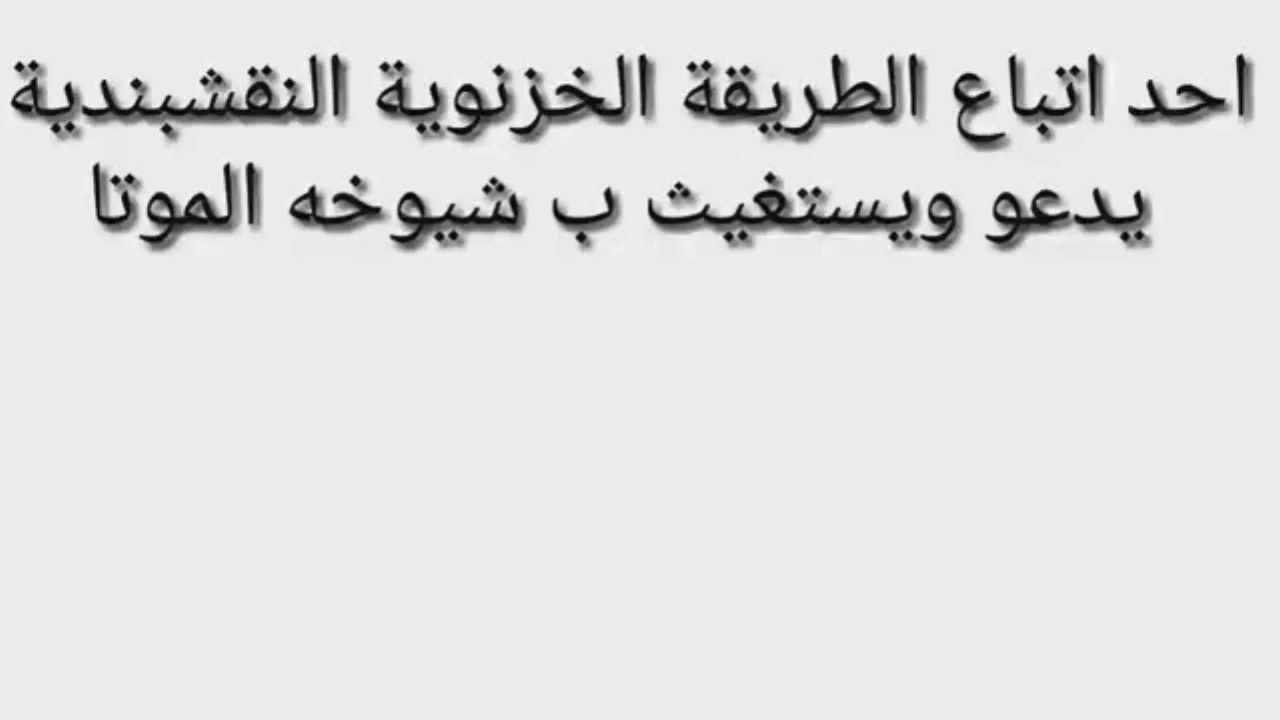 احد اتباع الطريقة الخزنوية النقشبندية
يدعو ويستغيث ب شيوخه الموتا